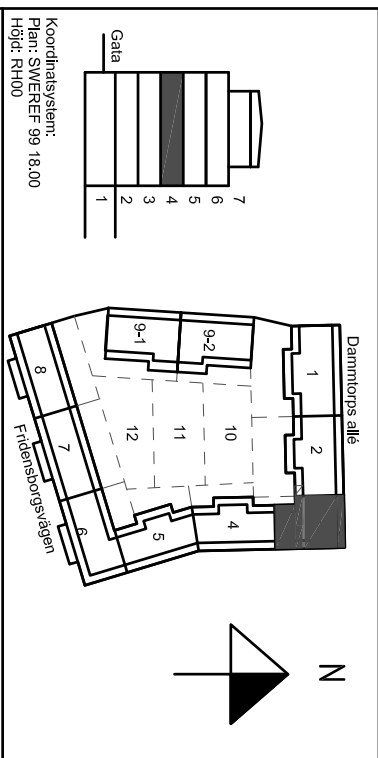 Dammtorps allé
1
2
4
5
6
7
8
9-1
9-2
10
11
12
Fridensborgsvägen
N
Gata
7
6
5
4
3
2
1
Koordinatsystem:
Plan: SWEREF 99 18.00
Höjd: RH00